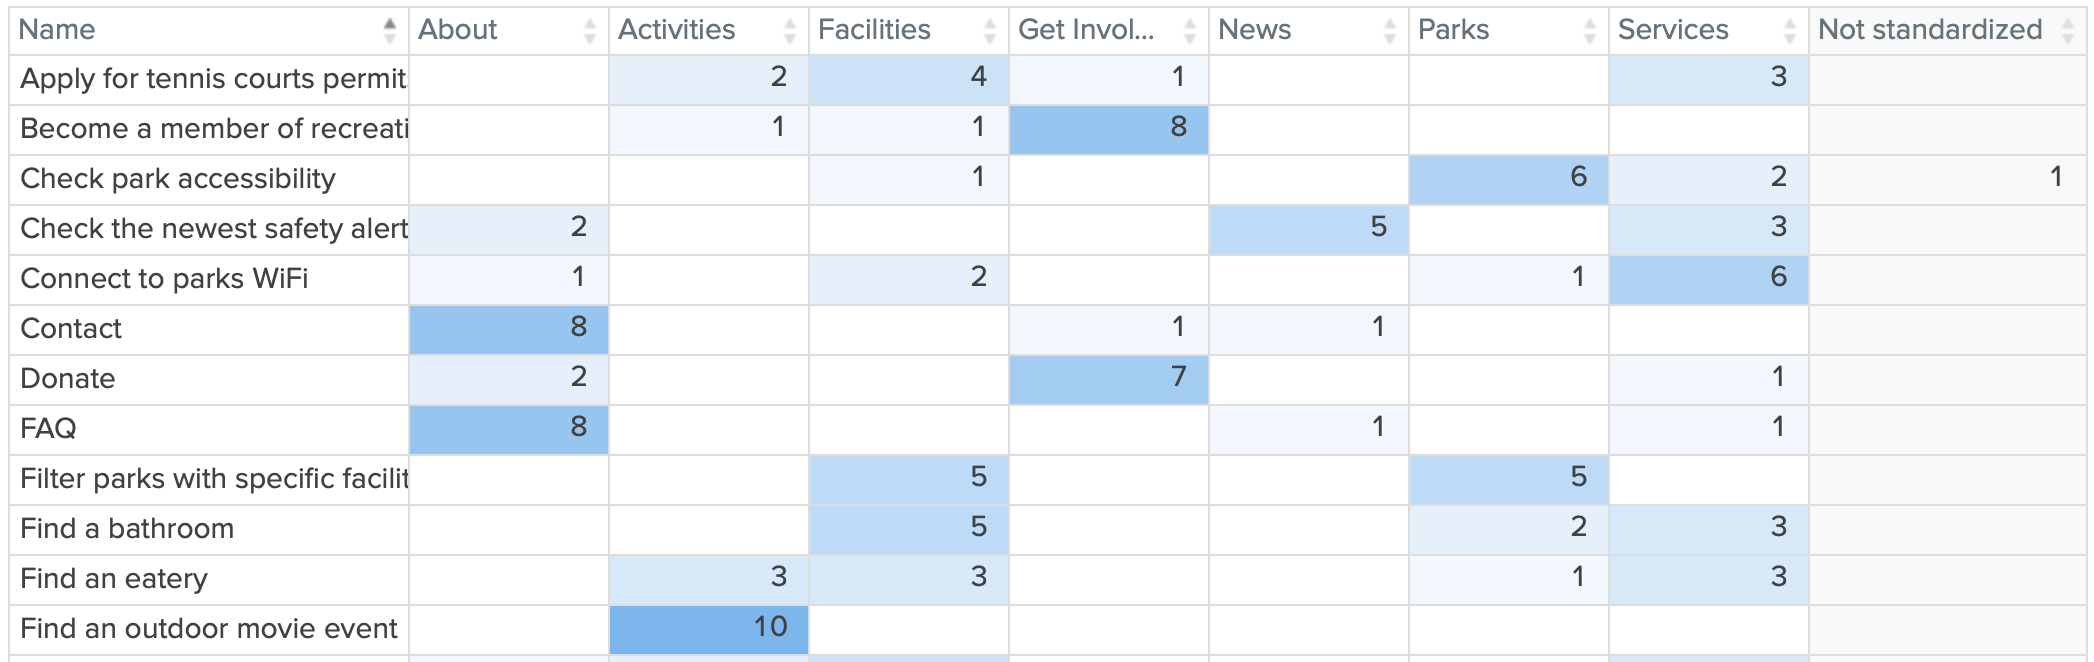 Name About Activities Facilities Get Invol... News Parks Services Not standardized
Apply for tennis courts permit 2 4 1 3
Become a member of recreati 1 1 8
Check park accessibility 1 6 2 1
Check the newest safety alert 2 5 3
Connect to parks WiFi 1 2 1 6
Contact 8 1 1
Donate 2 7 1
FAQ 8 1 1
Filter parks with specific facilit 5 5
Find a bathroom 5 2 3
Find an eatery 3 3 1 3
Find an outdoor movie event 10